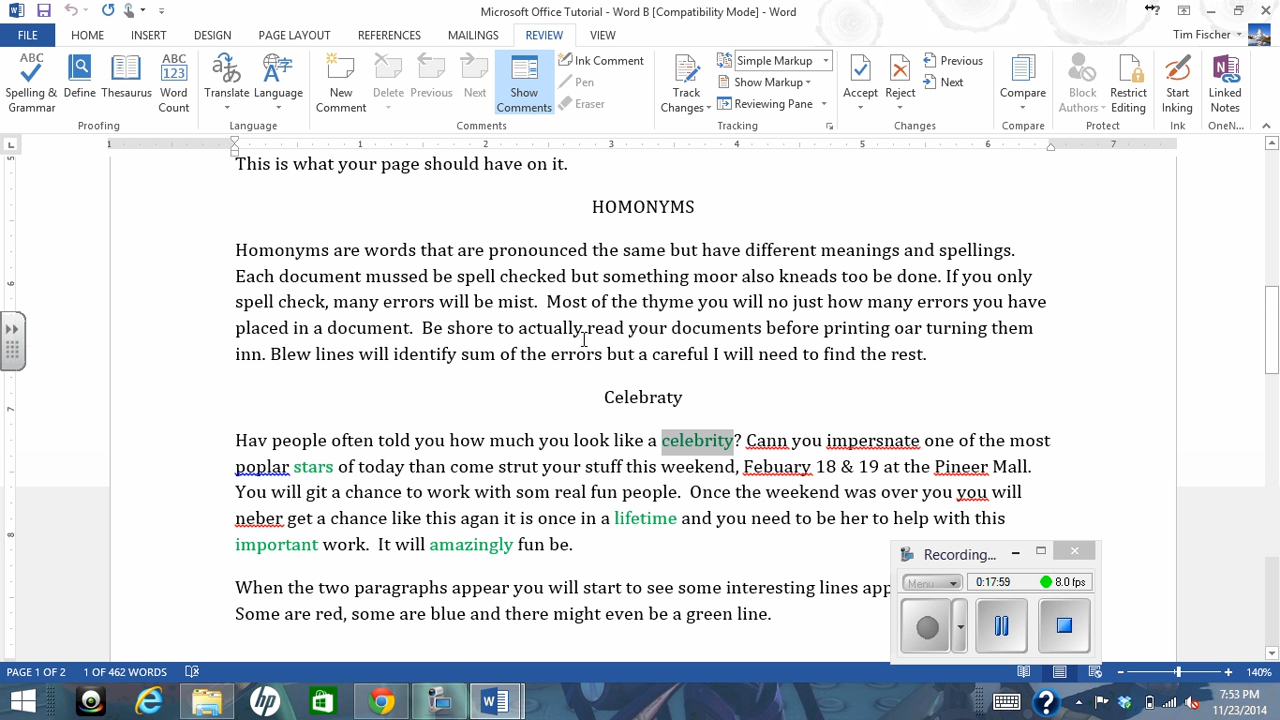 Microsoft Office Tutorial - Word B [Compatibility Mode] - Word
FILE HOME INSERT DESIGN PAGE LAYOUT REFERENCES MAILINGS REVIEW VIEW Tim Fischer
Spelling & Grammar
Define
Thesaurus
Word Count
Translate
Language
New Comment
Delete
Previous
Next
Show Comments
Ink Comment
Pen
Eraser
Track Changes
Simple Markup
Show Markup
Reviewing Pane
Accept
Reject
Previous
Next
Compare
Block Authors
Restrict Editing
Start Inking
Linked Notes
Proofing Language Comments Tracking Changes Compare Protect Ink OneN...
1 1 2 3 4 5 6 7
This is what your page should have on it.
HOMONYMS
Homonyms are words that are pronounced the same but have different meanings and spellings.
Each document mussed be spell checked but something moor also kneads too be done. If you only
spell check, many errors will be mist.  Most of the thyme you will no just how many errors you have
placed in a document.  Be shore to actually read your documents before printing oar turning them
inn. Blew lines will identify sum of the errors but a careful I will need to find the rest.
Celebraty
Hav people often told you how much you look like a celebrity? Cann you impersnate one of the most
poplar stars of today than come strut your stuff this weekend, Febuary 18 & 19 at the Pineer Mall.
You will git a chance to work with som real fun people.  Once the weekend was over you you will
neber get a chance like this agan it is once in a lifetime and you need to be her to help with this
important work.  It will amazingly fun be.
When the two paragraphs appear you will start to see some interesting lines app
Some are red, some are blue and there might even be a green line.
Recording...
Menu 0:17:59 8.0 fps
PAGE 1 OF 2 1 OF 462 WORDS 140%
7:53 PM
11/23/2014